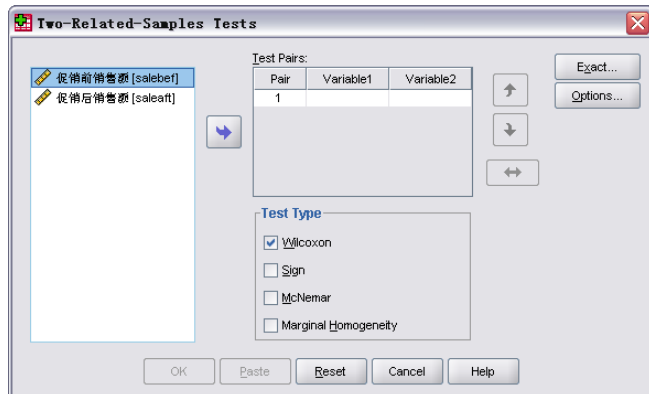 Two-Related-Samples Tests
促销前销售额 [salebef]
促销后销售额 [saleaft]
Test Pairs:
Pair Variable1 Variable2
1
Exact...
Options...
Test Type
Wilcoxon
Sign
McNemar
Marginal Homogeneity
OK Paste Reset Cancel Help